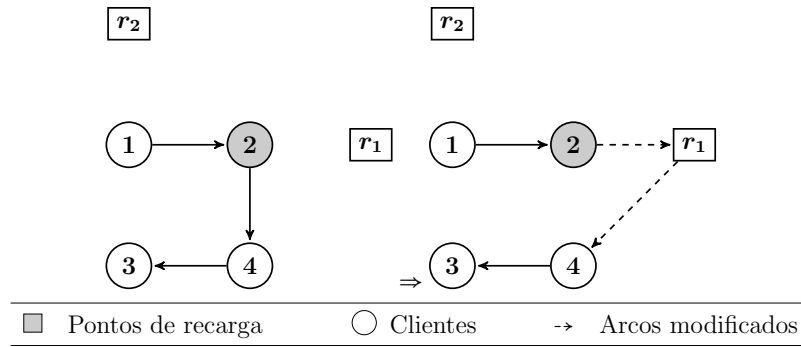 r₂ r₂
1 2 r₁ 1 2 r₁
3 4 ⇒ 3 4
Pontos de recarga Clientes Arcos modificados